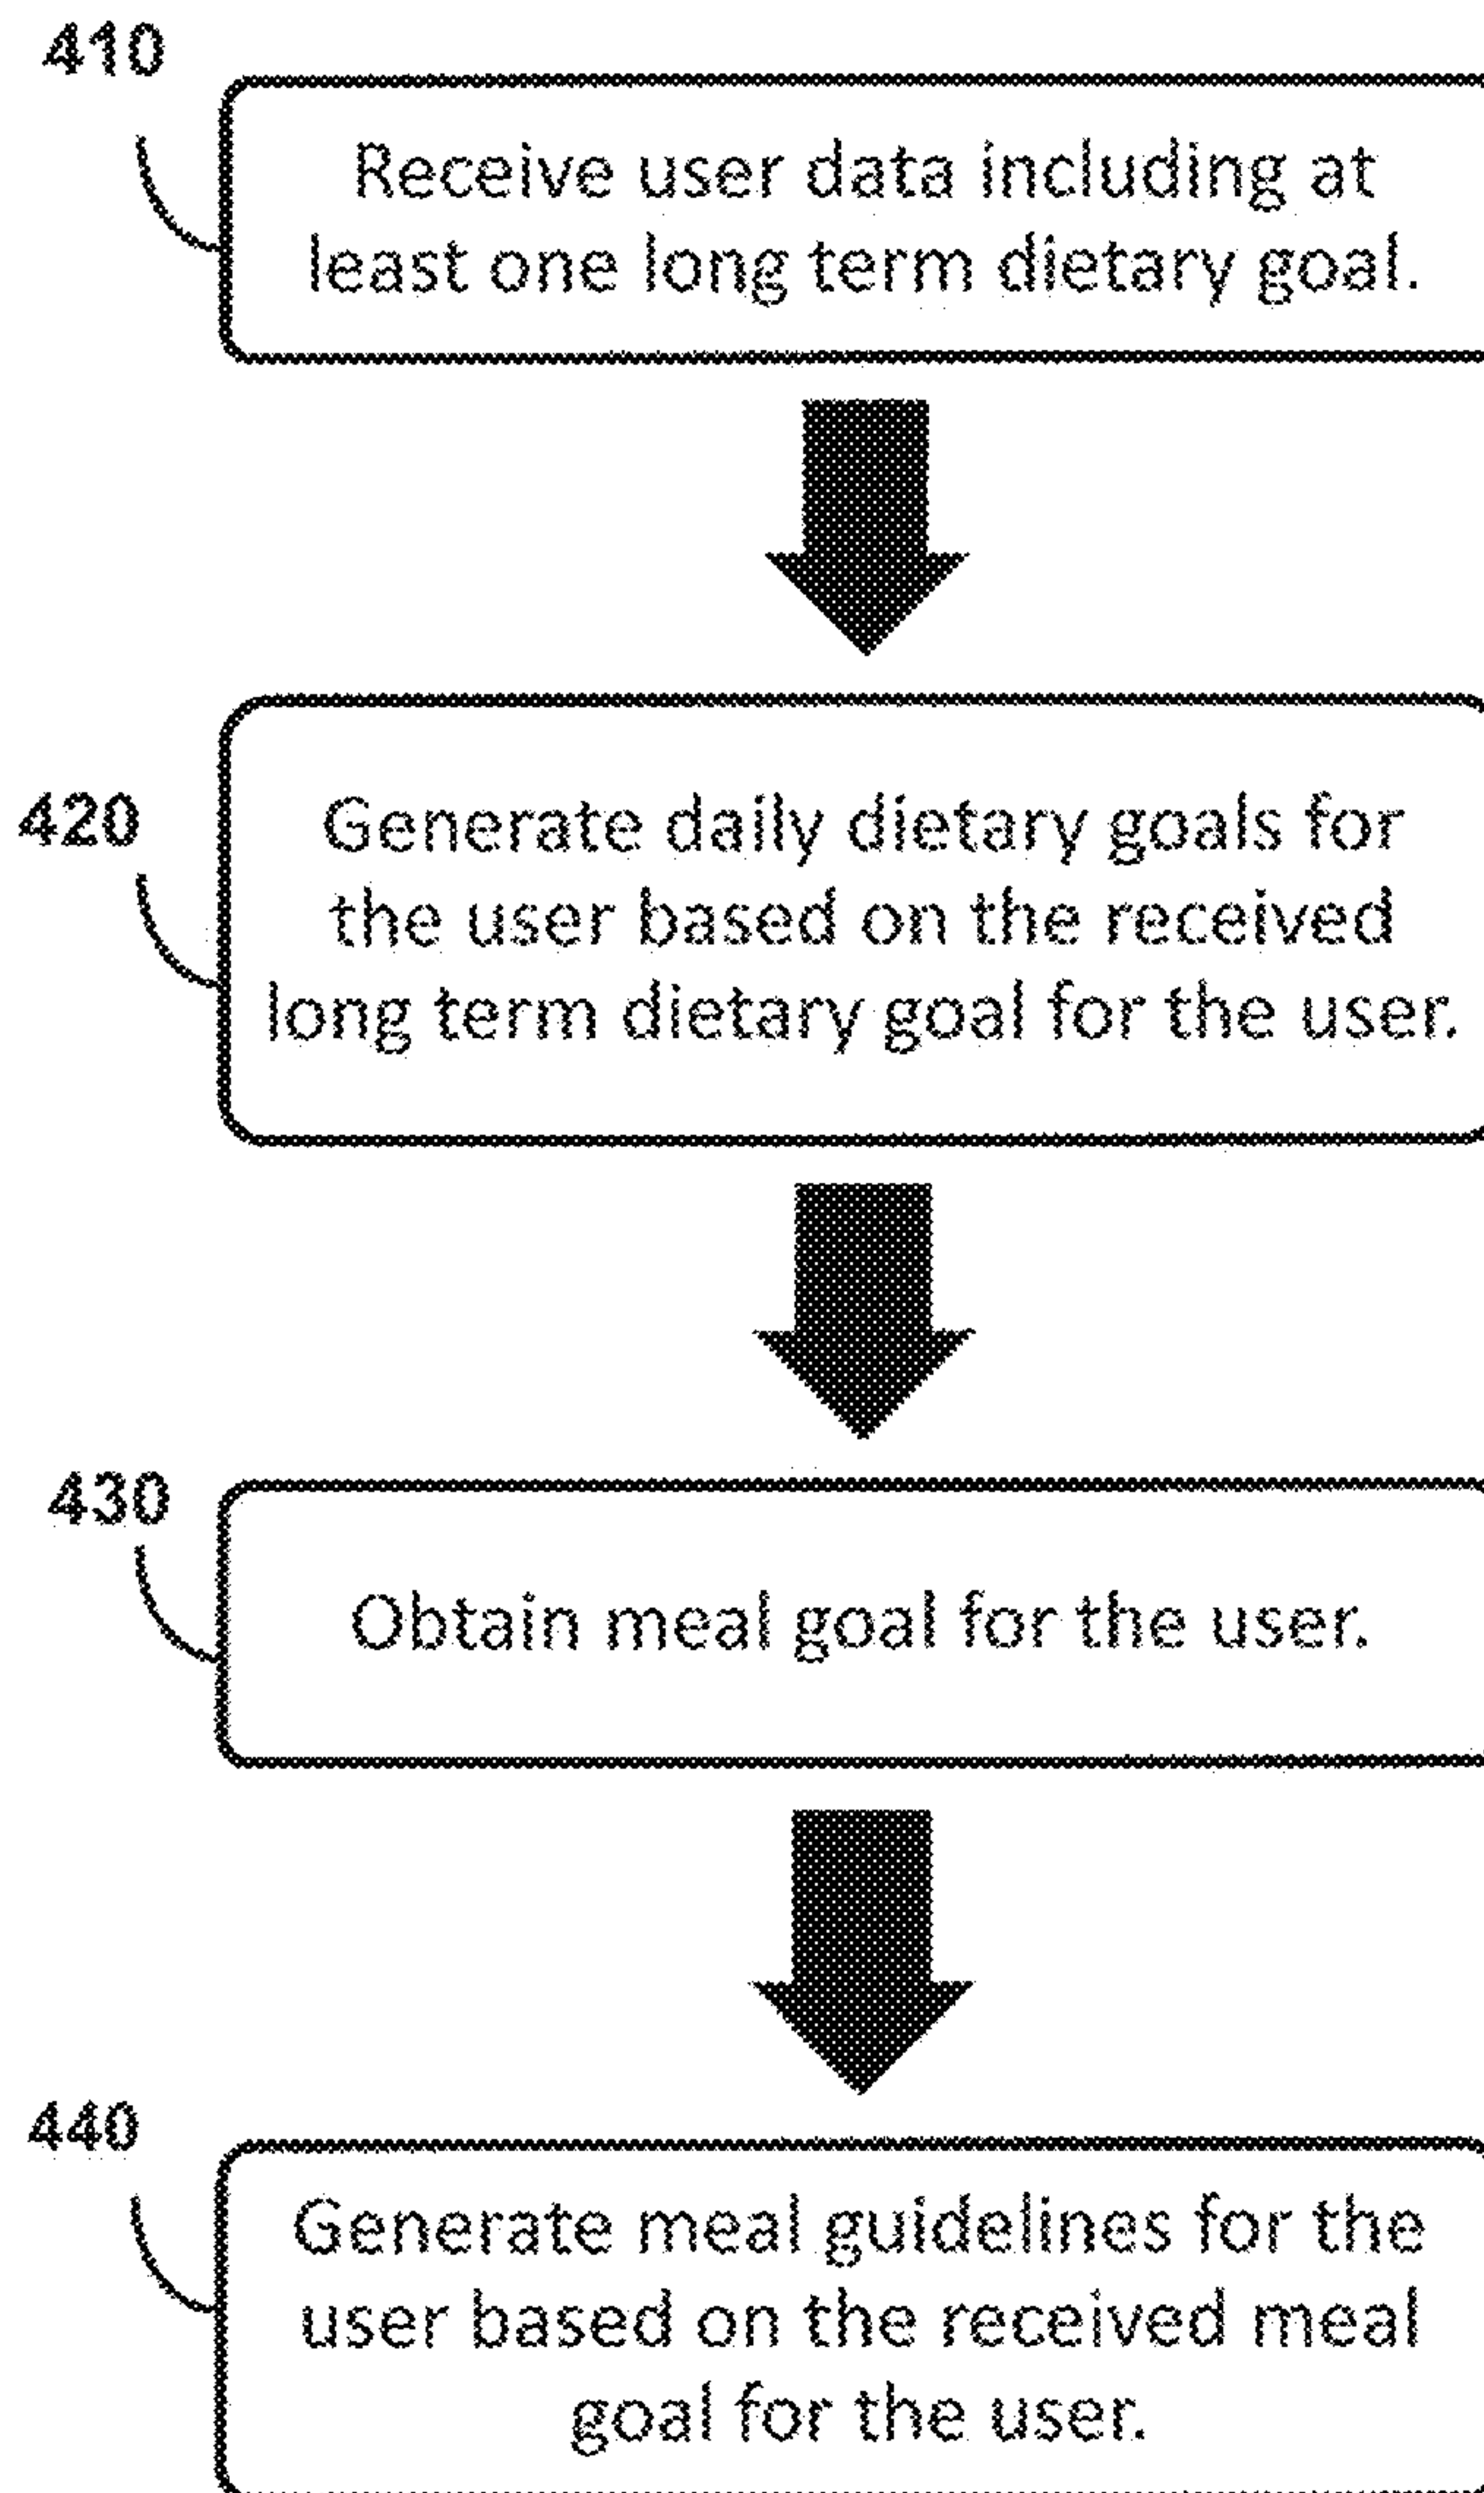 410
Receive user data including at
least one long term dietary goal.
420
Generate daily dietary goals for
the user based on the received
long term dietary goal for the user.
430
Obtain meal goal for the user.
440
Generate meal guidelines for the
user based on the received meal
goal for the user.